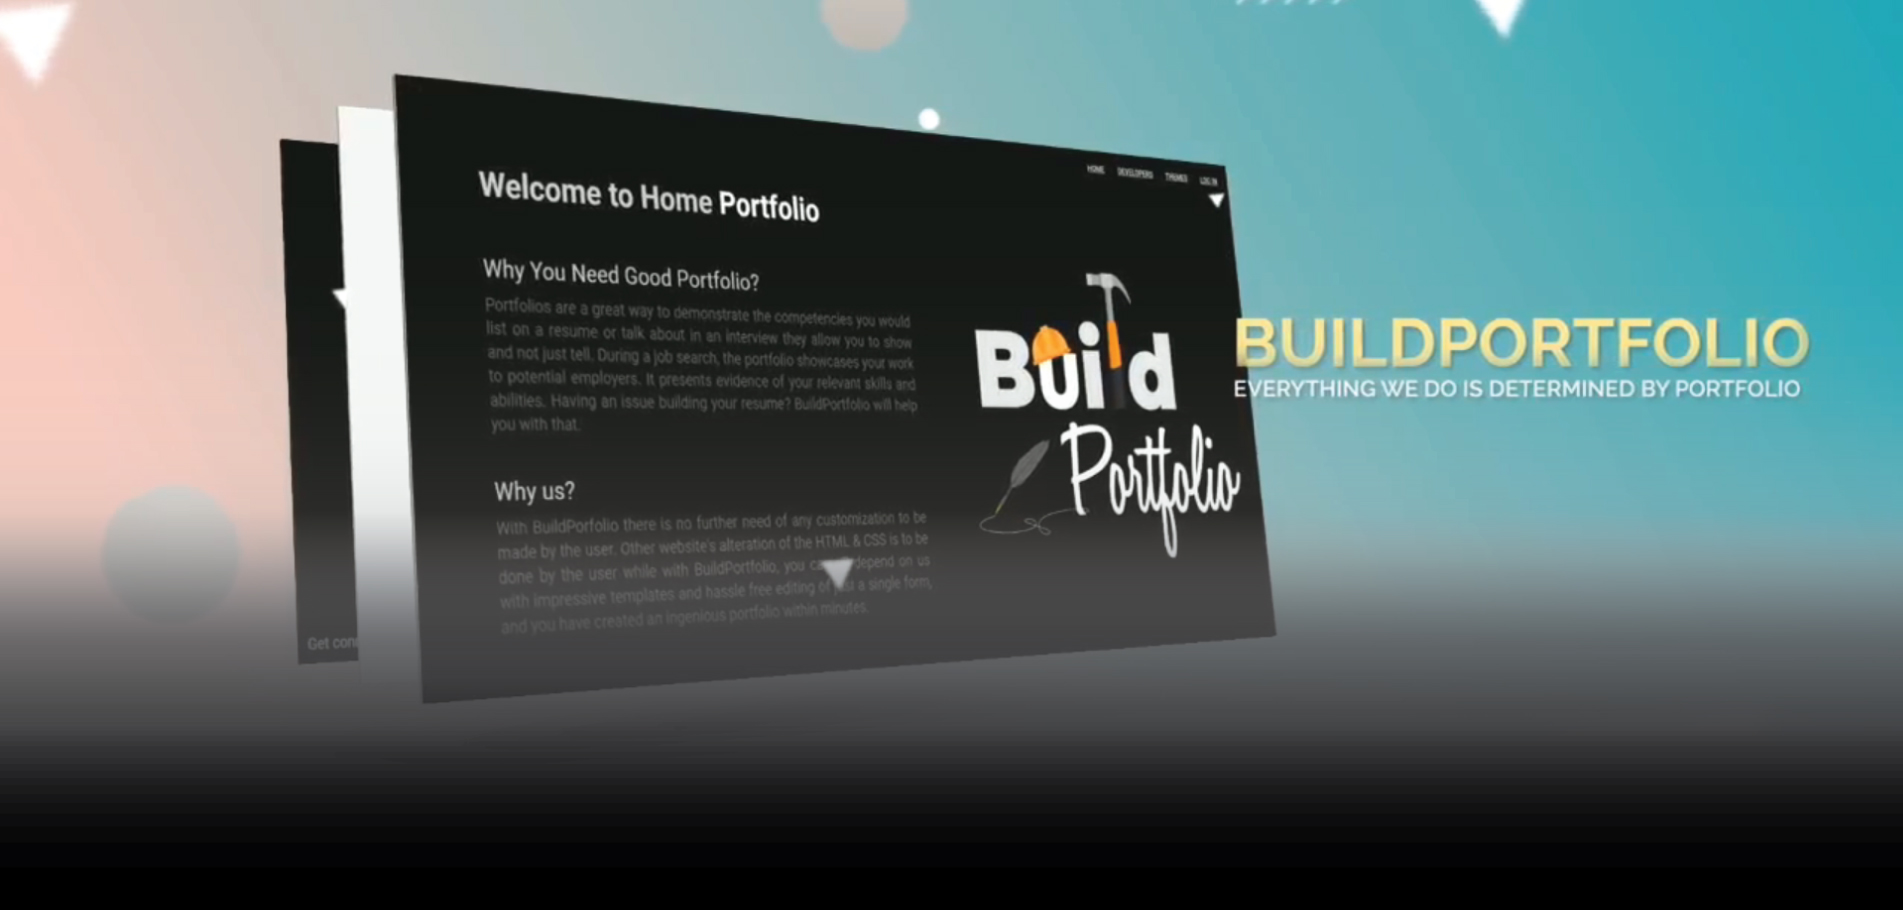 HOME DEVELOPERS THEMES LOG IN
Welcome to Home Portfolio
Why You Need Good Portfolio?
Portfolios are a great way to demonstrate the competencies you would
list on a resume or talk about in an interview they allow you to show
and not just tell. During a job search, the portfolio showcases your work
to potential employers. It presents evidence of your relevant skills and
abilities. Having an issue building your resume? BuildPortfolio will help
you with that.
Why us?
With BuildPorfolio there is no further need of any customization to be
made by the user. Other website's alteration of the HTML & CSS is to be
done by the user while with BuildPortfolio, you depend on us
with impressive templates and hassle free editing of a single form,
and you have created an ingenious portfolio within minutes.
Build
Portfolio
BUILDPORTFOLIO
EVERYTHING WE DO IS DETERMINED BY PORTFOLIO
Get